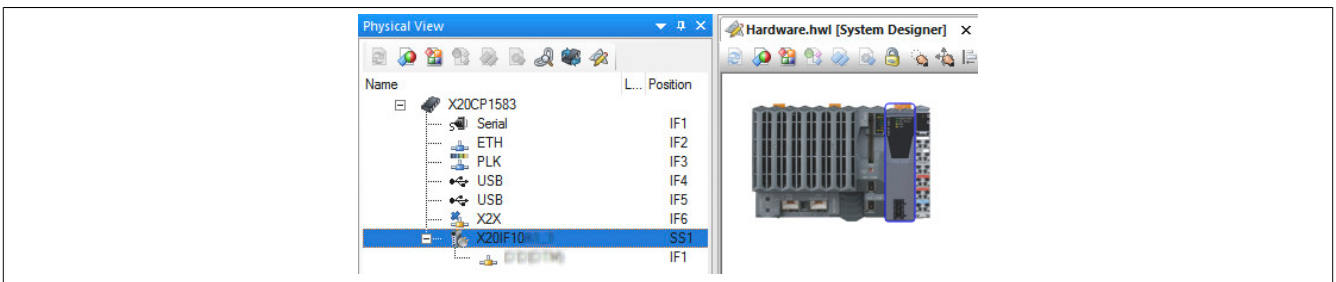 Physical View
Hardware.hwl [System Designer]
Name L... Position
X20CP1583
Serial IF1
ETH IF2
PLK IF3
USB IF4
USB IF5
X2X IF6
X20IF10 SS1
IF1